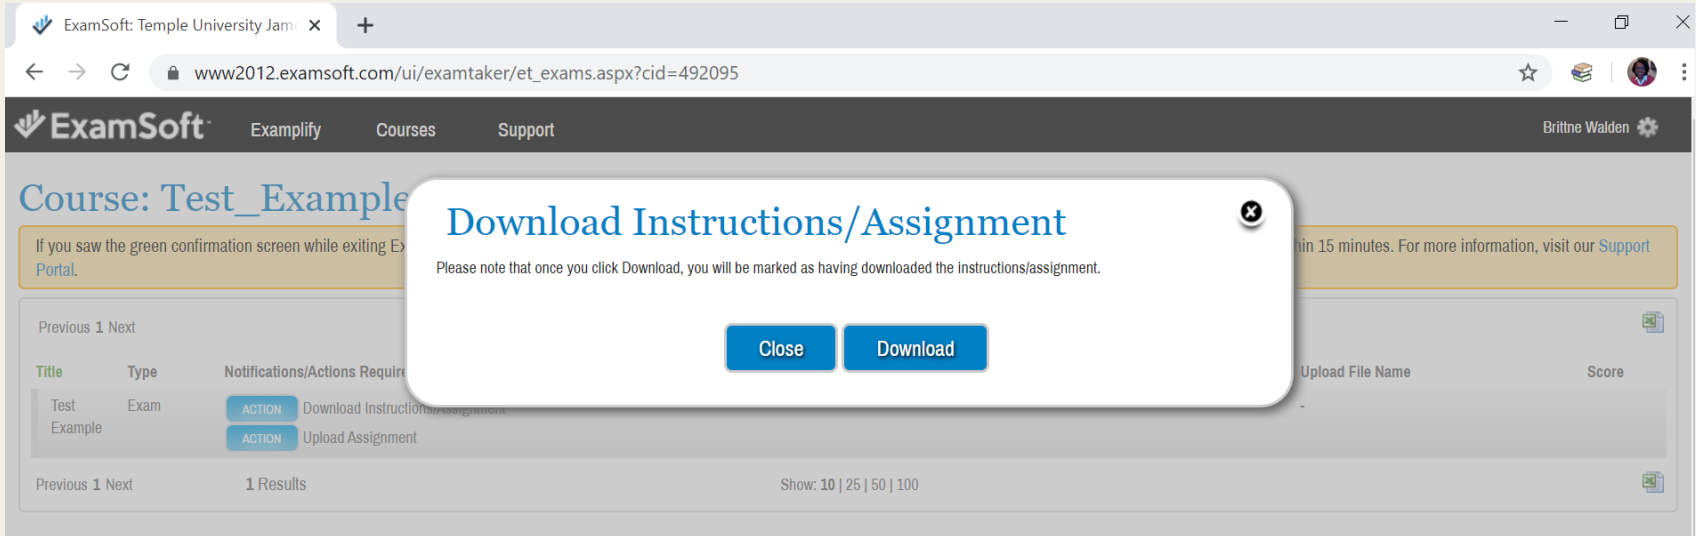 ExamSoft: Temple University Jam
www2012.examsoft.com/ui/examtaker/et_exams.aspx?cid=492095
ExamSoft Examplify Courses Support Brittne Walden
Course: Test_Example
If you saw the green confirmation screen while exiting 15 minutes. For more information, visit our Support
Portal.
Download Instructions/Assignment
Please note that once you click Download, you will be marked as having downloaded the instructions/assignment.
Close Download
Previous 1 Next
Title Type Notifications/Actions Upload File Name Score
Test Exam ACTION Download Instructions/Assignment -
Example
ACTION Upload Assignment
Previous 1 Next 1 Results Show: 10 | 25 | 50 | 100